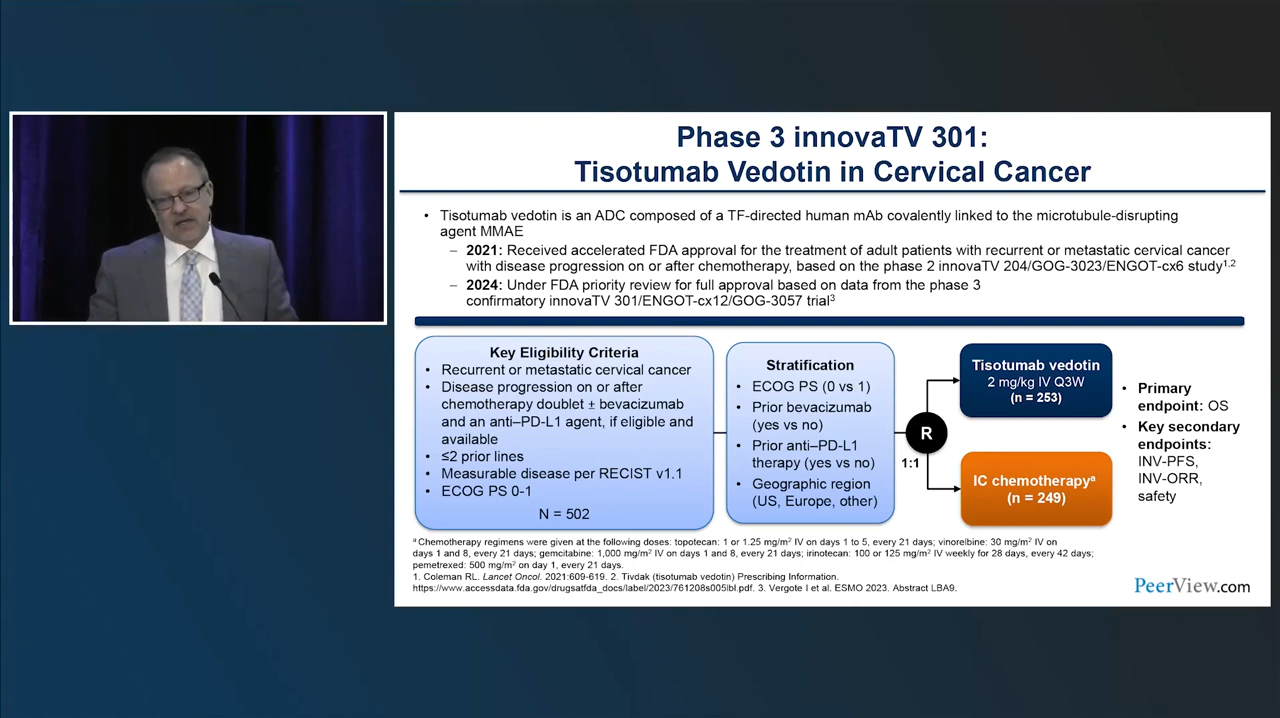 Phase 3 innovaTV 301:
Tisotumab Vedotin in Cervical Cancer
• Tisotumab vedotin is an ADC composed of a TF-directed human mAb covalently linked to the microtubule-disrupting
agent MMAE
– 2021: Received accelerated FDA approval for the treatment of adult patients with recurrent or metastatic cervical cancer
with disease progression on or after chemotherapy, based on the phase 2 innovaTV 204/GOG-3023/ENGOT-cx6 study1,2
– 2024: Under FDA priority review for full approval based on data from the phase 3
confirmatory innovaTV 301/ENGOT-cx12/GOG-3057 trial3
Key Eligibility Criteria
• Recurrent or metastatic cervical cancer
• Disease progression on or after
chemotherapy doublet ± bevacizumab
and an anti–PD-L1 agent, if eligible and
available
• ≤2 prior lines
• Measurable disease per RECIST v1.1
• ECOG PS 0-1
N = 502
Stratification
• ECOG PS (0 vs 1)
• Prior bevacizumab
(yes vs no)
• Prior anti–PD-L1
therapy (yes vs no)
• Geographic region
(US, Europe, other)
R
1:1
Tisotumab vedotin
2 mg/kg IV Q3W
(n = 253)
IC chemotherapya
(n = 249)
• Primary
endpoint: OS
• Key secondary
endpoints:
INV-PFS,
INV-ORR,
safety
a Chemotherapy regimens were given at the following doses: topotecan: 1 or 1.25 mg/m2 IV on days 1 to 5, every 21 days; vinorelbine: 30 mg/m2 IV on
days 1 and 8, every 21 days; gemcitabine: 1,000 mg/m2 IV on days 1 and 8, every 21 days; irinotecan: 100 or 125 mg/m2 IV weekly for 28 days, every 42 days;
pemetrexed: 500 mg/m2 on day 1, every 21 days.
1. Coleman RL. Lancet Oncol. 2021:609-619. 2. Tivdak (tisotumab vedotin) Prescribing Information.
https://www.accessdata.fda.gov/drugsatfda_docs/label/2023/761208s005lbl.pdf. 3. Vergote I et al. ESMO 2023. Abstract LBA9.
PeerView.com